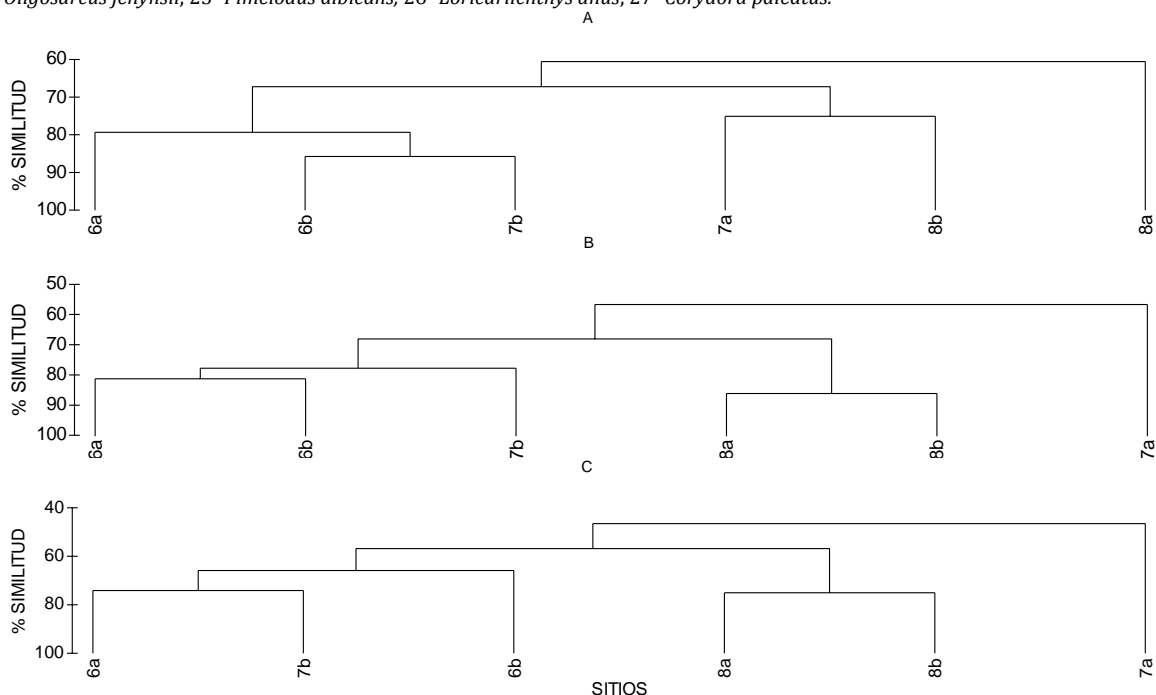 Oligosarcus jenynsii, 25- Pimelodus albicans, 26- Loricariichthys anus, 27- Corydora paleatus.
A
% SIMILITUD
60
70
80
90
100
6a 6b 7b 7a 8b 8a
B
% SIMILITUD
50
60
70
80
90
100
6a 6b 7b 8a 8b 7a
C
% SIMILITUD
40
60
80
100
6a 7b 6b 8a 8b 7a
SITIOS